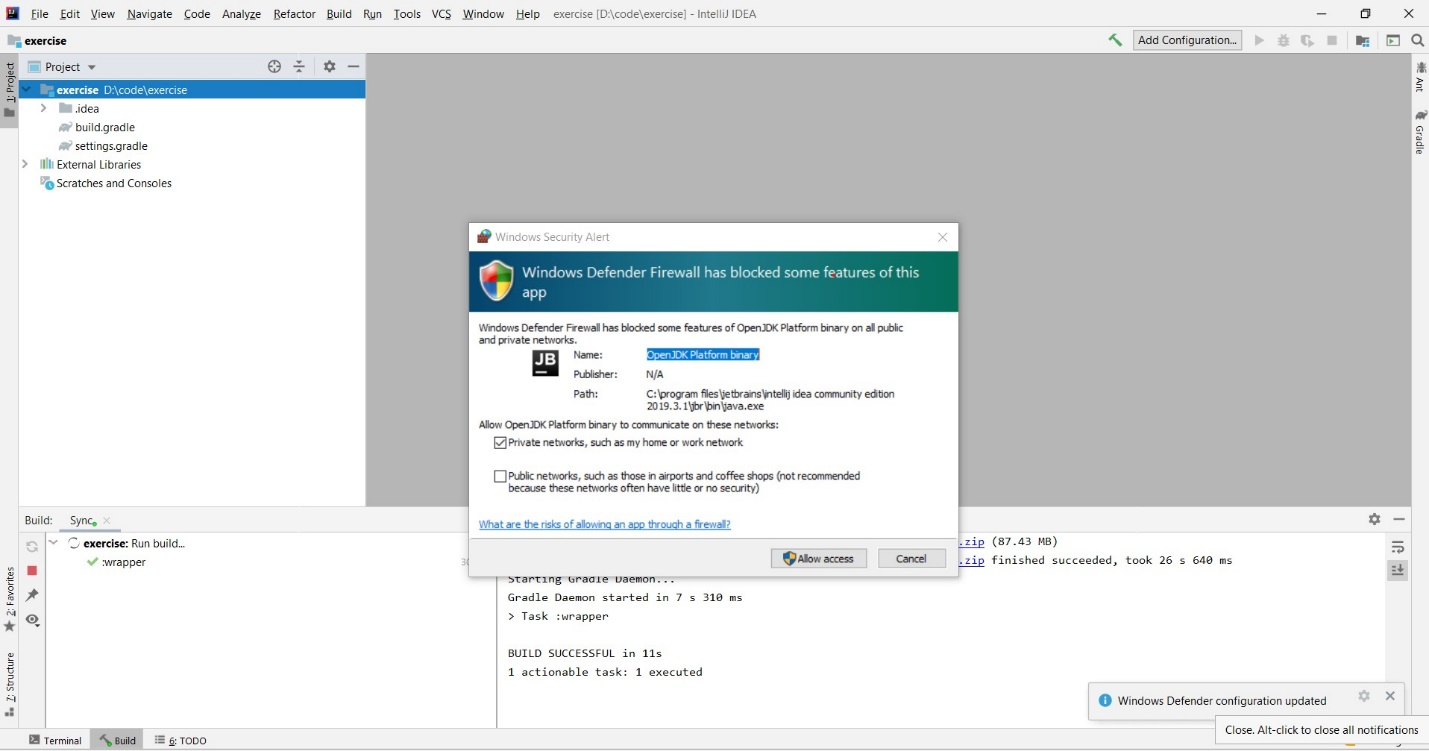 File Edit View Navigate Code Analyze Refactor Build Run Tools VCS Window Help exercise [D:\code\exercise] - IntelliJ IDEA
exercise
Add Configuration...
1: Project
Project
exercise D:\code\exercise
.idea
build.gradle
settings.gradle
External Libraries
Scratches and Consoles
Ant
Gradle
Windows Security Alert
Windows Defender Firewall has blocked some features of this
app
Windows Defender Firewall has blocked some features of OpenJDK Platform binary on all public
and private networks.
JB
Name: OpenJDK Platform binary
Publisher: N/A
Path: C:\program files\jetbrains\intellij idea community edition
2019.3.1\jbr\bin\java.exe
Allow OpenJDK Platform binary to communicate on these networks:
Private networks, such as my home or work network
Public networks, such as those in airports and coffee shops (not recommended
because these networks often have little or no security)
What are the risks of allowing an app through a firewall?
Allow access
Cancel
Build: Sync
exercise: Run build...
:wrapper
.zip (87.43 MB)
.zip finished succeeded, took 26 s 640 ms
Starting Gradle Daemon...
Gradle Daemon started in 7 s 310 ms
> Task :wrapper
BUILD SUCCESSFUL in 11s
1 actionable task: 1 executed
2: Favorites
7: Structure
Windows Defender configuration updated
Close. Alt-click to close all notifications
Terminal
Build
6: TODO